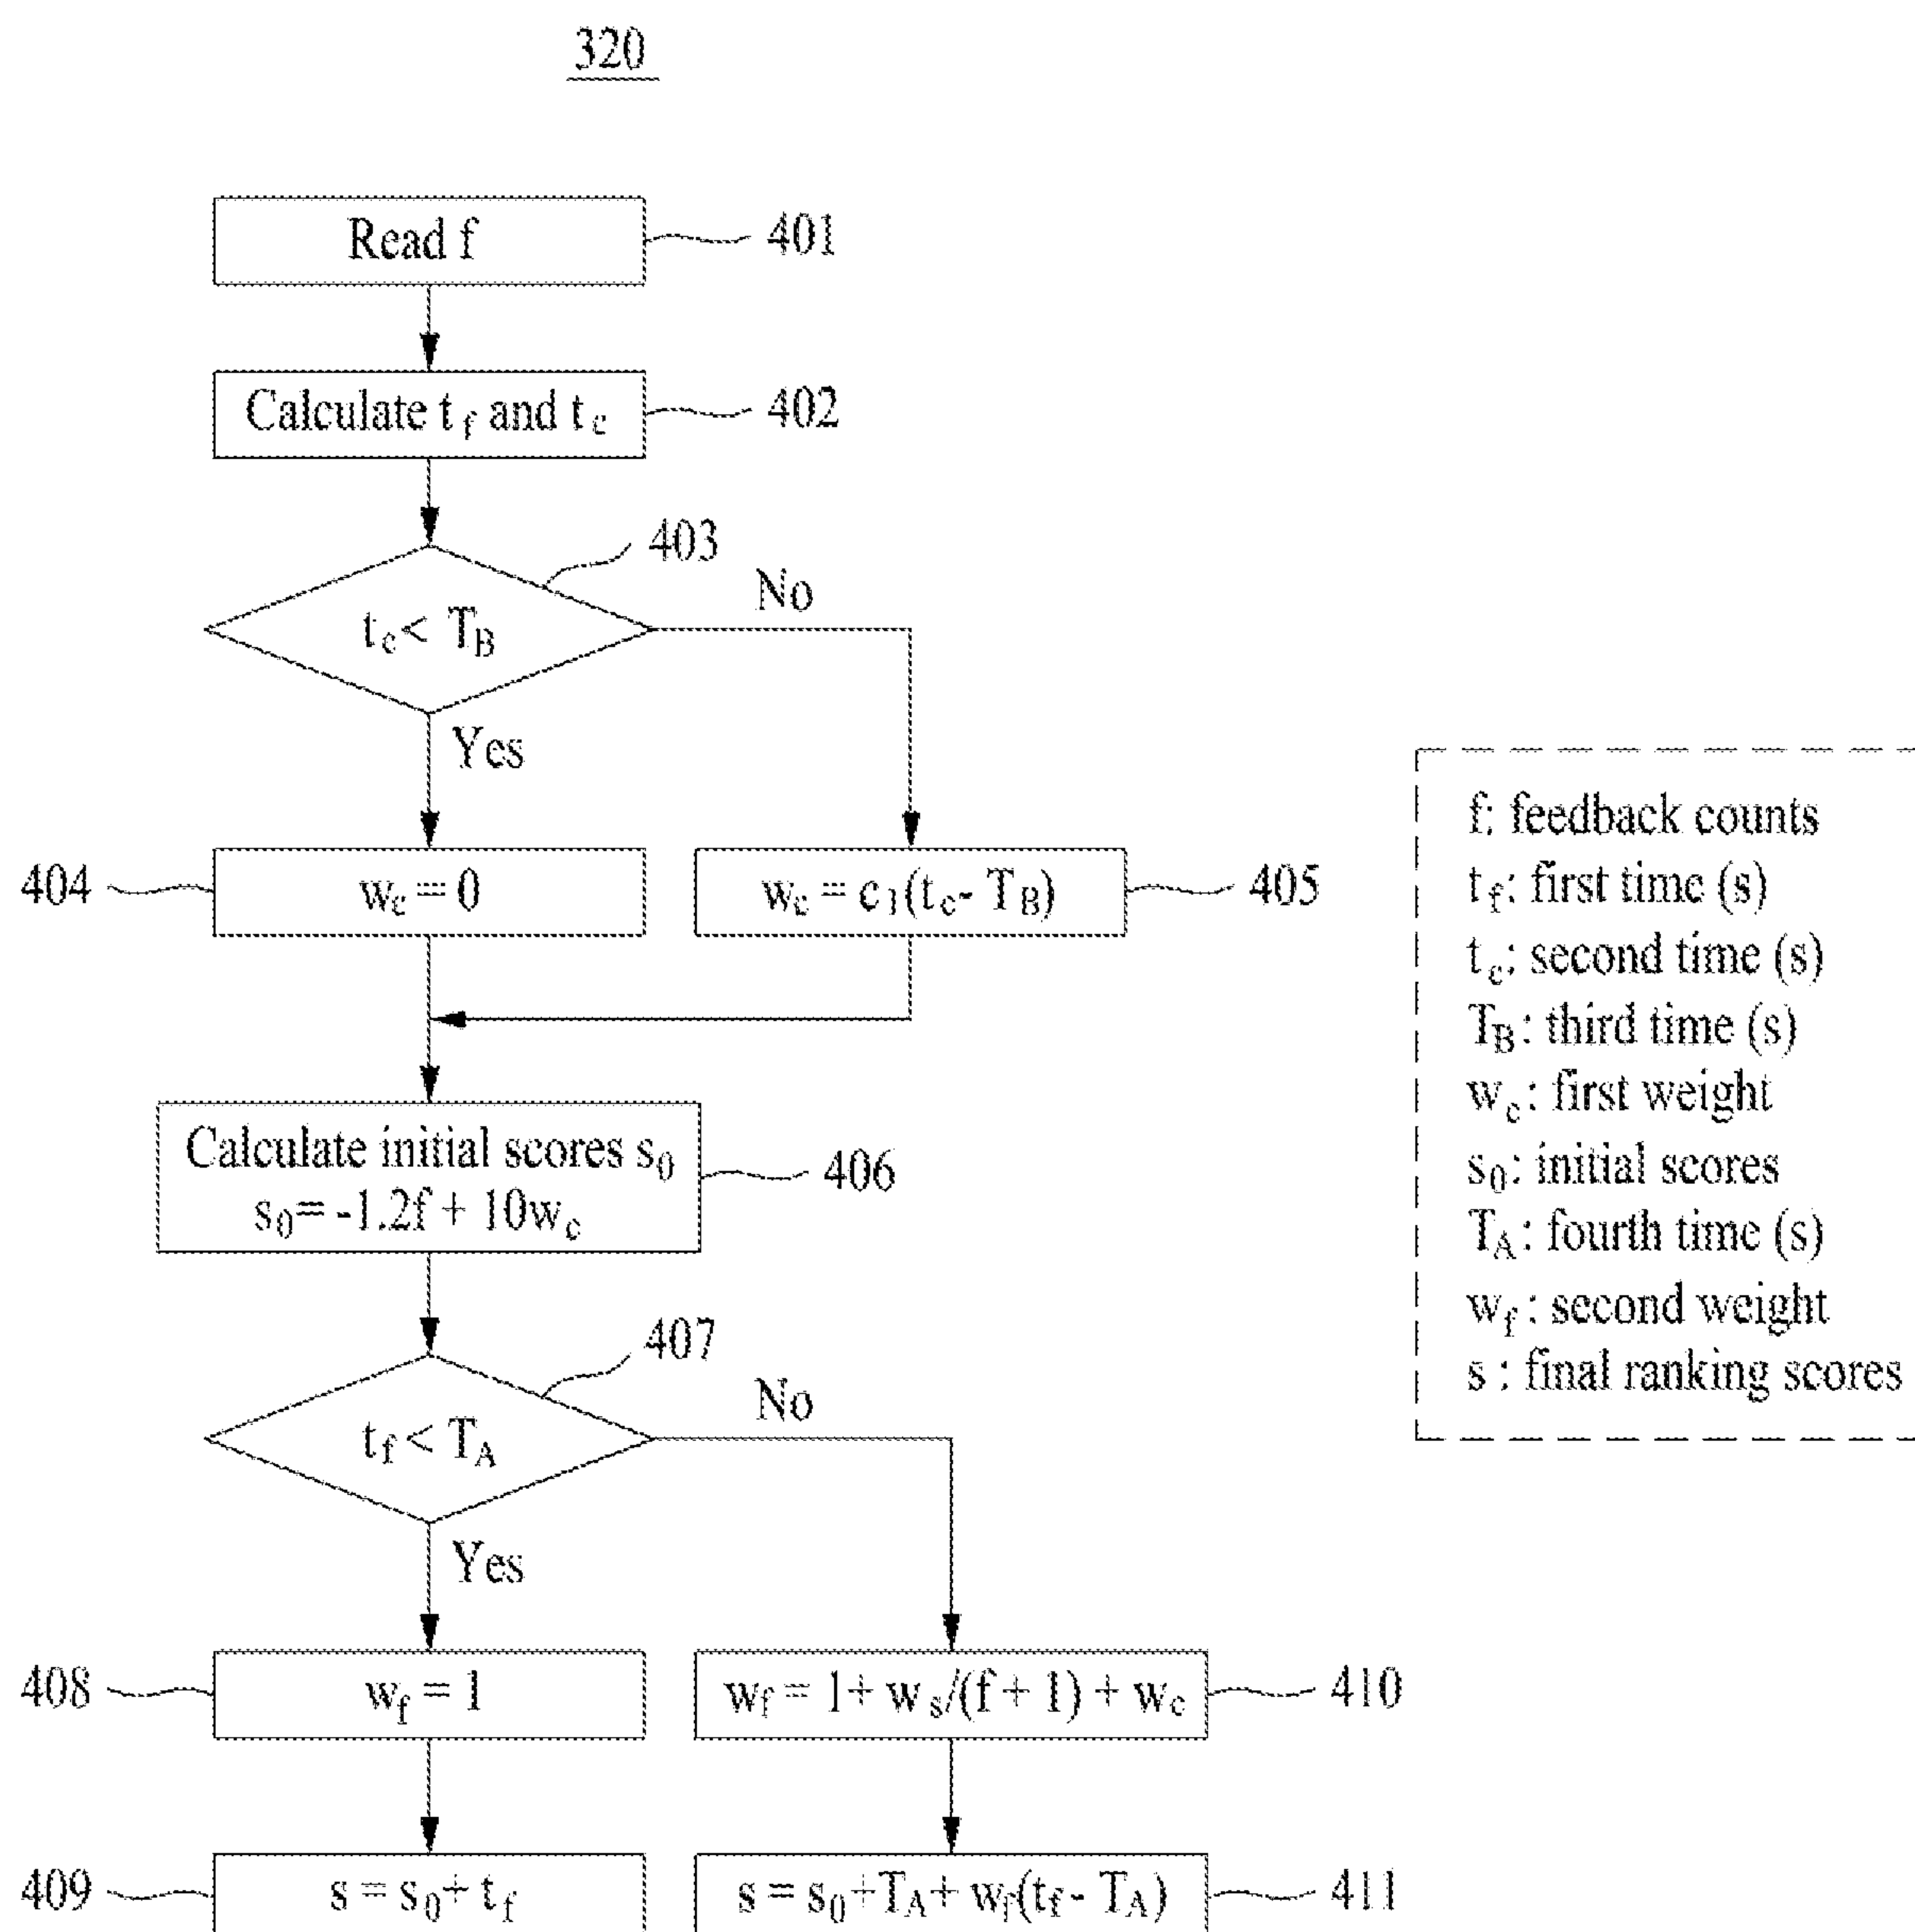 320
Read f
401
Calculate t_f and t_c
402
403
t_c < T_B
No
Yes
404
w_c = 0
w_c = c_1(t_c - T_B)
405
Calculate initial scores s_0
s_0 = -1.2f + 10w_c
406
407
t_f < T_A
No
Yes
408
w_f = 1
w_f = 1+ w_s/(f + 1) + w_c
410
409
s = s_0+ t_f
s = s_0+T_A+ w_f(t_f - T_A)
411
f: feedback counts
t_f: first time (s)
t_c: second time (s)
T_B: third time (s)
w_c: first weight
s_0: initial scores
T_A: fourth time (s)
w_f: second weight
s : final ranking scores